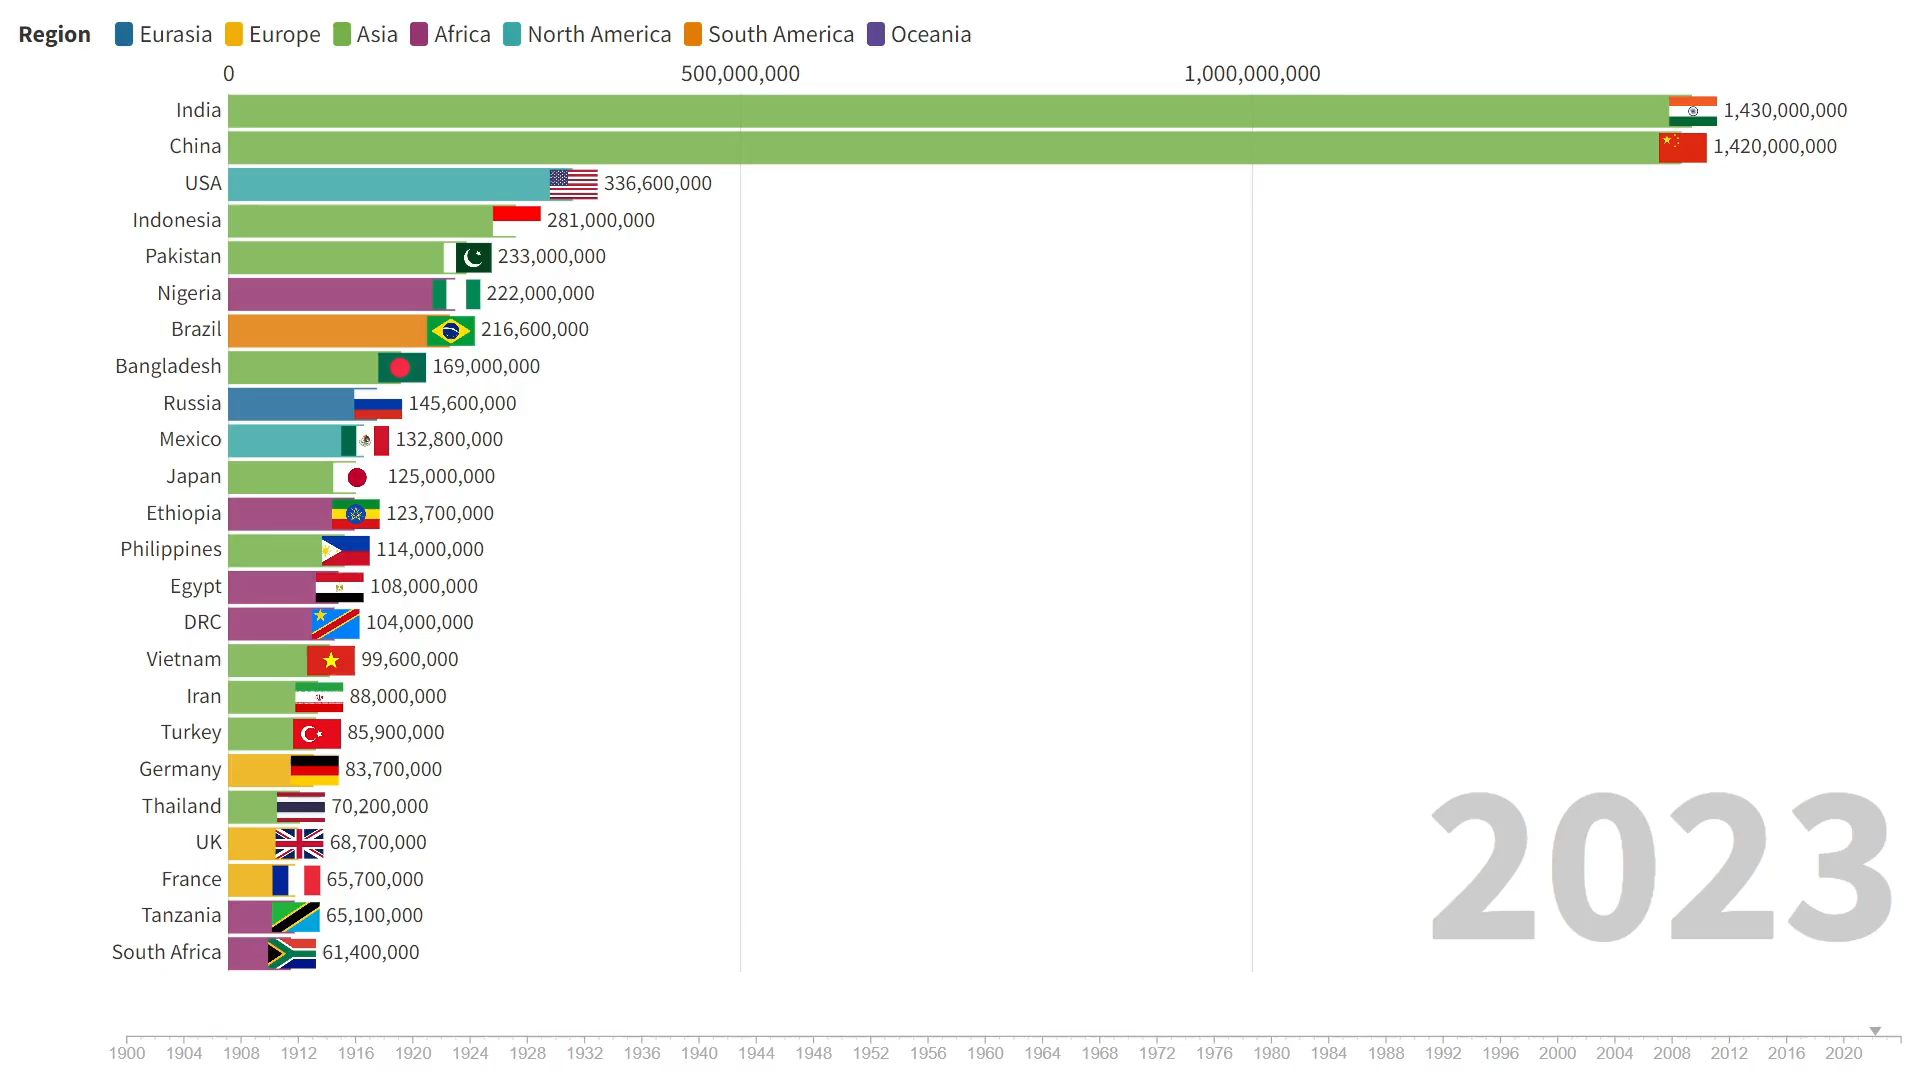 Region Eurasia Europe Asia Africa North America South America Oceania
0 500,000,000 1,000,000,000
India 1,430,000,000
China 1,420,000,000
USA 336,600,000
Indonesia 281,000,000
Pakistan 233,000,000
Nigeria 222,000,000
Brazil 216,600,000
Bangladesh 169,000,000
Russia 145,600,000
Mexico 132,800,000
Japan 125,000,000
Ethiopia 123,700,000
Philippines 114,000,000
Egypt 108,000,000
DRC 104,000,000
Vietnam 99,600,000
Iran 88,000,000
Turkey 85,900,000
Germany 83,700,000
Thailand 70,200,000
UK 68,700,000
France 65,700,000
Tanzania 65,100,000
South Africa 61,400,000
2023
1900 1904 1908 1912 1916 1920 1924 1928 1932 1936 1940 1944 1948 1952 1956 1960 1964 1968 1972 1976 1980 1984 1988 1992 1996 2000 2004 2008 2012 2016 2020